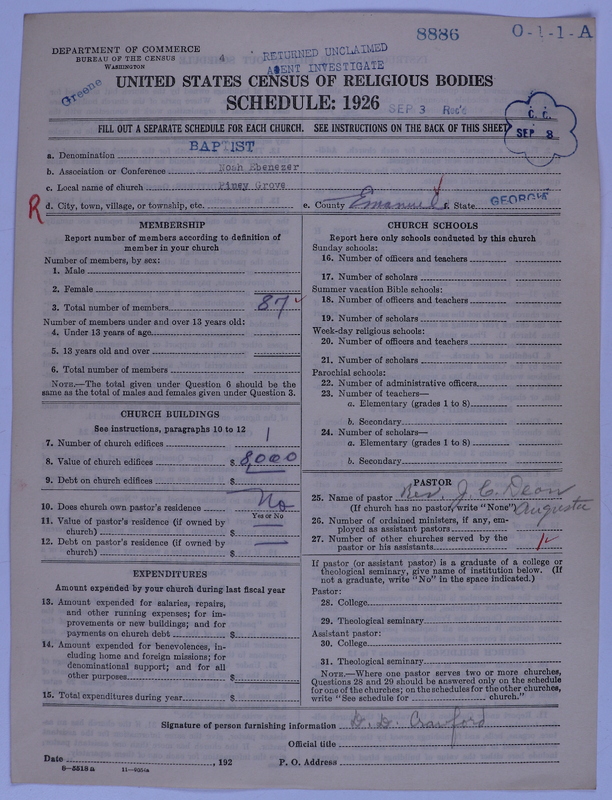 8886
O-1-1-A
DEPARTMENT OF COMMERCE
BUREAU OF THE CENSUS
WASHINGTON
4
RETURNED UNCLAIMED
AGENT INVESTIGATE
Greene
UNITED STATES CENSUS OF RELIGIOUS BODIES
SCHEDULE: 1926
SEP 3 Rec's
C. C.
SEP 8
FILL OUT A SEPARATE SCHEDULE FOR EACH CHURCH. SEE INSTRUCTIONS ON THE BACK OF THIS SHEET
a. Denomination BAPTIST
b. Association or Conference Noah Ebenezer
c. Local name of church Piney Grove
R
d. City, town, village, or township, etc. e. County Emanuel f. State GEORGIA
MEMBERSHIP
Report number of members according to definition of
member in your church
Number of members, by sex:
1. Male
2. Female
3. Total number of members 87
Number of members under and over 13 years old:
4. Under 13 years of age
5. 13 years old and over
6. Total number of members
NOTE.—The total given under Question 6 should be the
same as the total of males and females given under Question 3.
CHURCH BUILDINGS
See instructions, paragraphs 10 to 12
7. Number of church edifices 1
8. Value of church edifices $ 8,000
9. Debt on church edifices $
10. Does church own pastor's residence No
Yes or No
11. Value of pastor's residence (if owned by
church) $
12. Debt on pastor's residence (if owned by
church) $
EXPENDITURES
Amount expended by your church during last fiscal year
13. Amount expended for salaries, repairs,
and other running expenses; for im-
provements or new buildings; and for
payments on church debt $
14. Amount expended for benevolences, in-
cluding home and foreign missions; for
denominational support; and for all
other purposes $
15. Total expenditures during year $
CHURCH SCHOOLS
Report here only schools conducted by this church
Sunday schools:
16. Number of officers and teachers
17. Number of scholars
Summer vacation Bible schools:
18. Number of officers and teachers
19. Number of scholars
Week-day religious schools:
20. Number of officers and teachers
21. Number of scholars
Parochial schools:
22. Number of administrative officers
23. Number of teachers—
a. Elementary (grades 1 to 8)
b. Secondary
24. Number of scholars—
a. Elementary (grades 1 to 8)
b. Secondary
PASTOR
25. Name of pastor Rev. J. C. Dean
(If church has no pastor, write "None") Augusta
26. Number of ordained ministers, if any, em-
ployed as assistant pastors
27. Number of other churches served by the
pastor or his assistants 1
If pastor (or assistant pastor) is a graduate of a college or
theological seminary, give name of institution below. (If
not a graduate, write "No" in the space indicated.)
Pastor:
28. College
29. Theological seminary
Assistant pastor:
30. College
31. Theological seminary
NOTE.—Where one pastor serves two or more churches,
Questions 28 and 29 should be answered only on the schedule
for one of the churches; on the schedules for the other churches,
write "See schedule for church."
Signature of person furnishing information D. D. Crawford
Official title
Date , 192 P. O. Address
8—5518 a